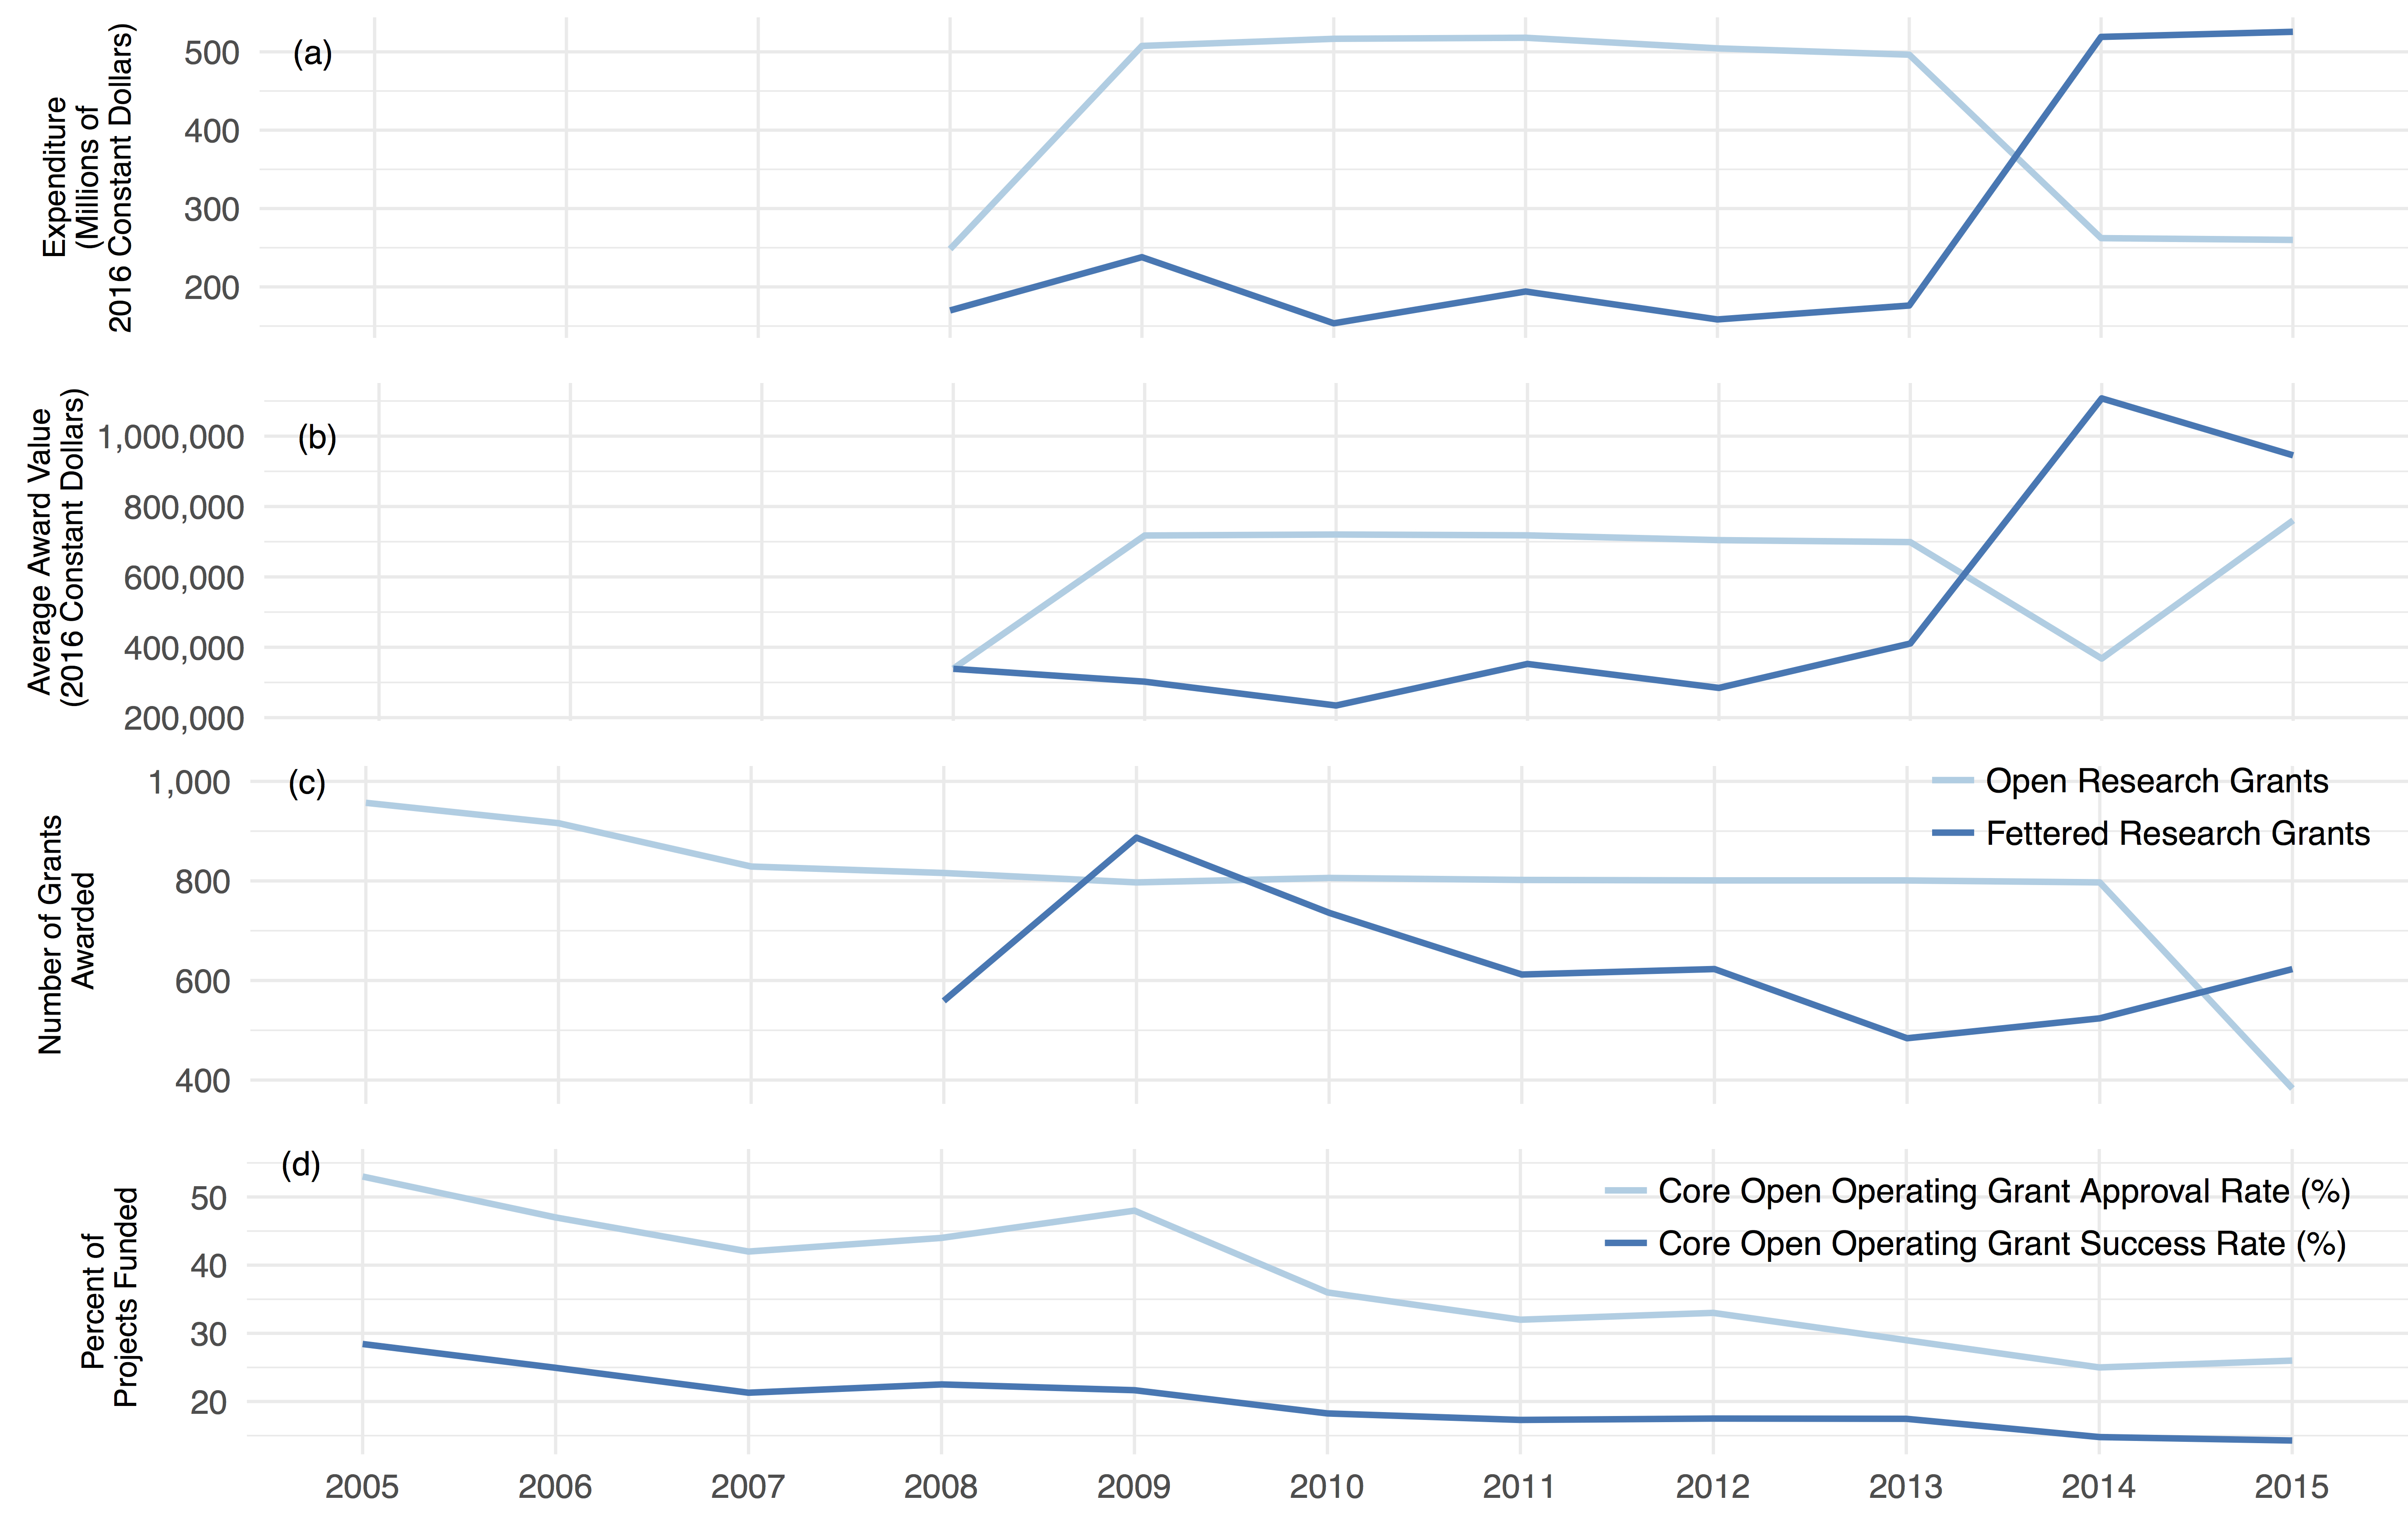 (a)
Expenditure
(Millions of
2016 Constant Dollars)
500
400
300
200
(b)
Average Award Value
(2016 Constant Dollars)
1,000,000
800,000
600,000
400,000
200,000
(c)
Number of Grants
Awarded
1,000
800
600
400
Open Research Grants
Fettered Research Grants
(d)
Percent of
Projects Funded
50
40
30
20
Core Open Operating Grant Approval Rate (%)
Core Open Operating Grant Success Rate (%)
2005 2006 2007 2008 2009 2010 2011 2012 2013 2014 2015